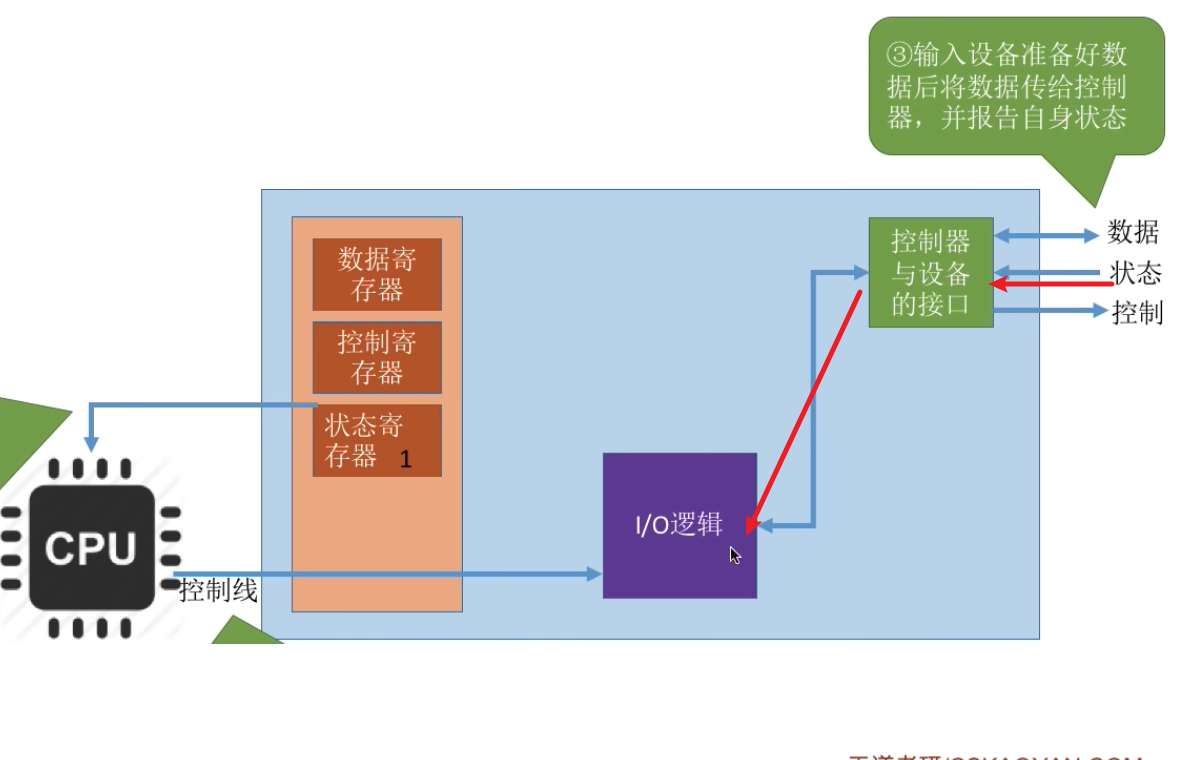 ③输入设备准备好数
据后将数据传给控制
器，并报告自身状态
数据寄
存器
控制寄
存器
状态寄
存器 1
控制器
与设备
的接口
数据
状态
控制
I/O逻辑
CPU
控制线